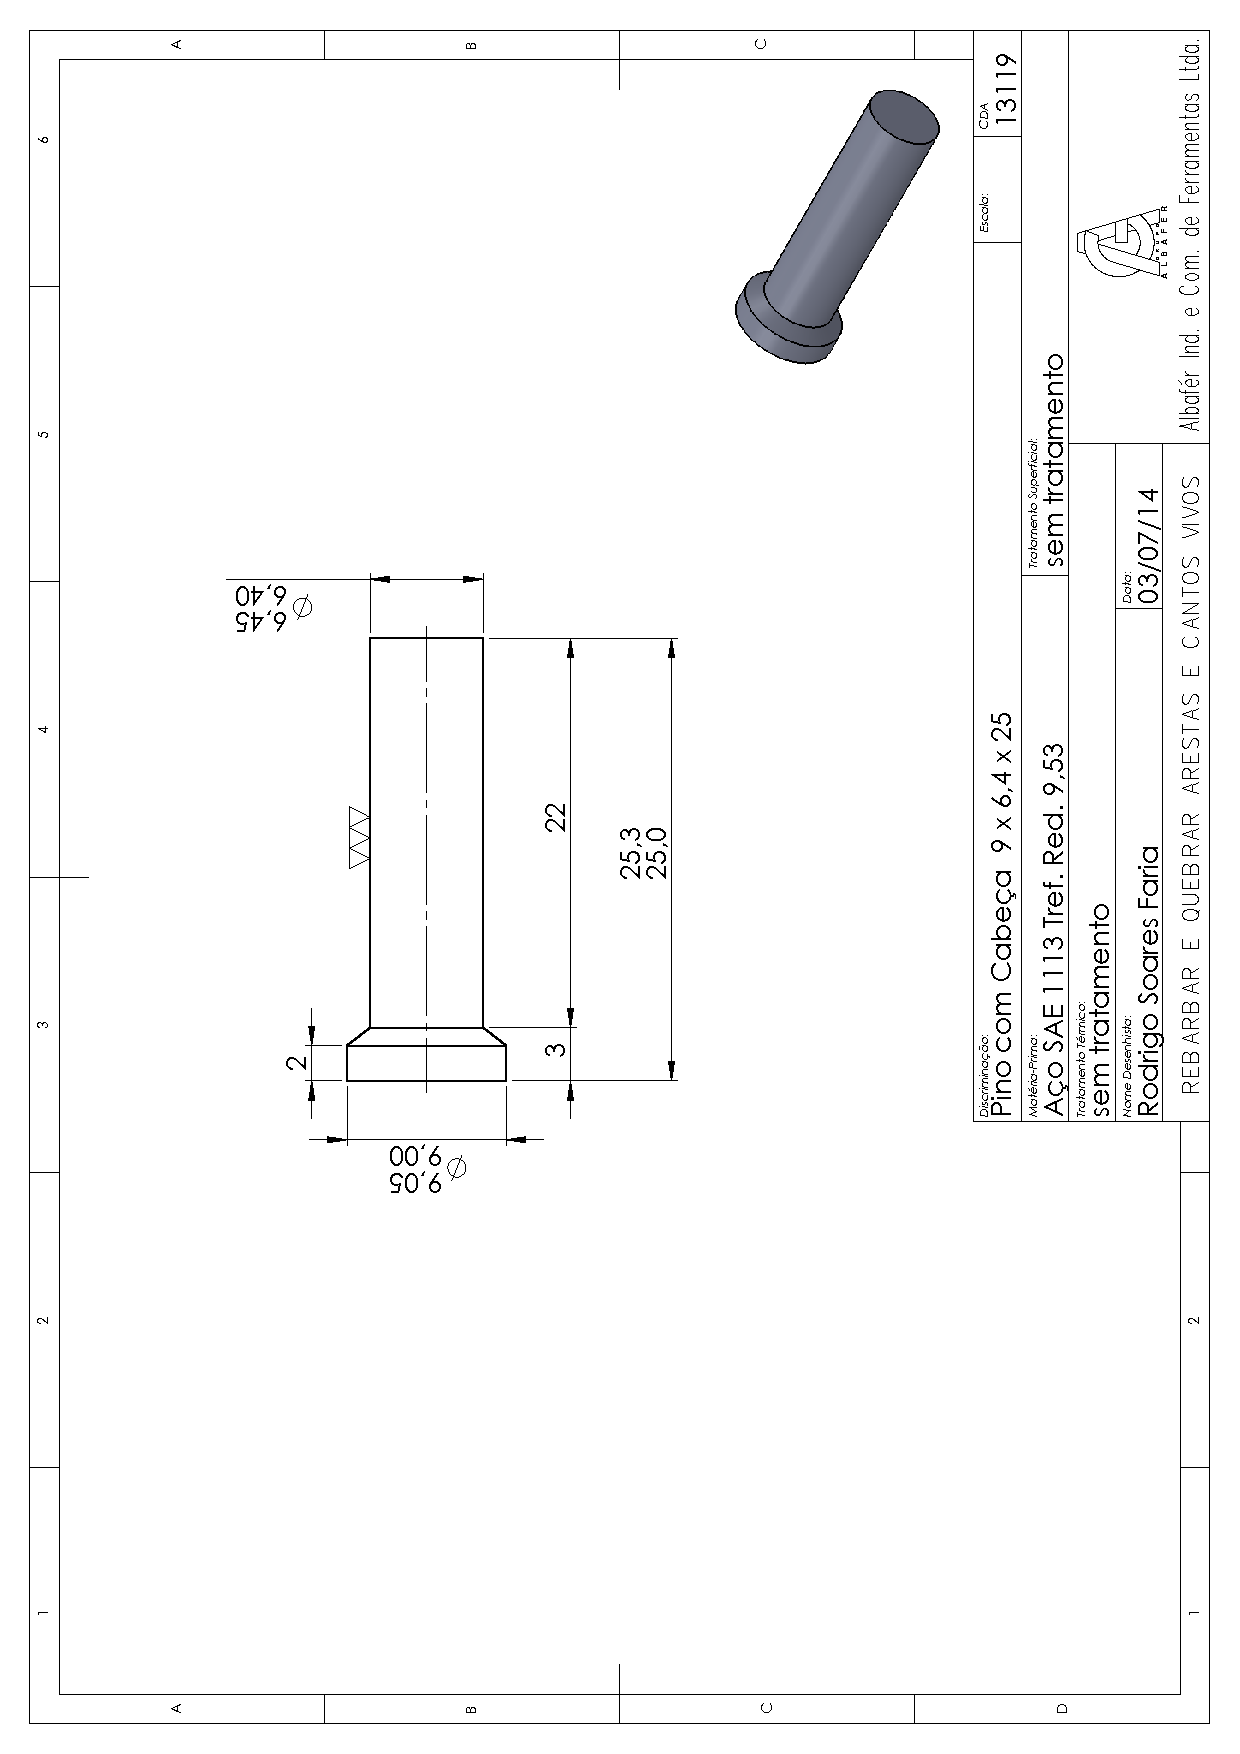 6
5
4
3
2
1
A
B
C
A
B
C
D
2
1
6,45
6,40
Ø
22
25,3
25,0
2
3
9,05
9,00
Ø
Discriminação:
Pino com Cabeça 9 x 6,4 x 25
Escala:
CDA
13119
Matéria-Prima:
Aço SAE 1113 Tref. Red. 9,53
Tratamento Superficial:
sem tratamento
Tratamento Térmico:
sem tratamento
Nome Desenhista:
Rodrigo Soares Faria
Data:
03/07/14
REBARBAR E QUEBRAR ARESTAS E CANTOS VIVOS
GRUPO
ALBAFER
Albafér Ind. e Com. de Ferramentas Ltda.